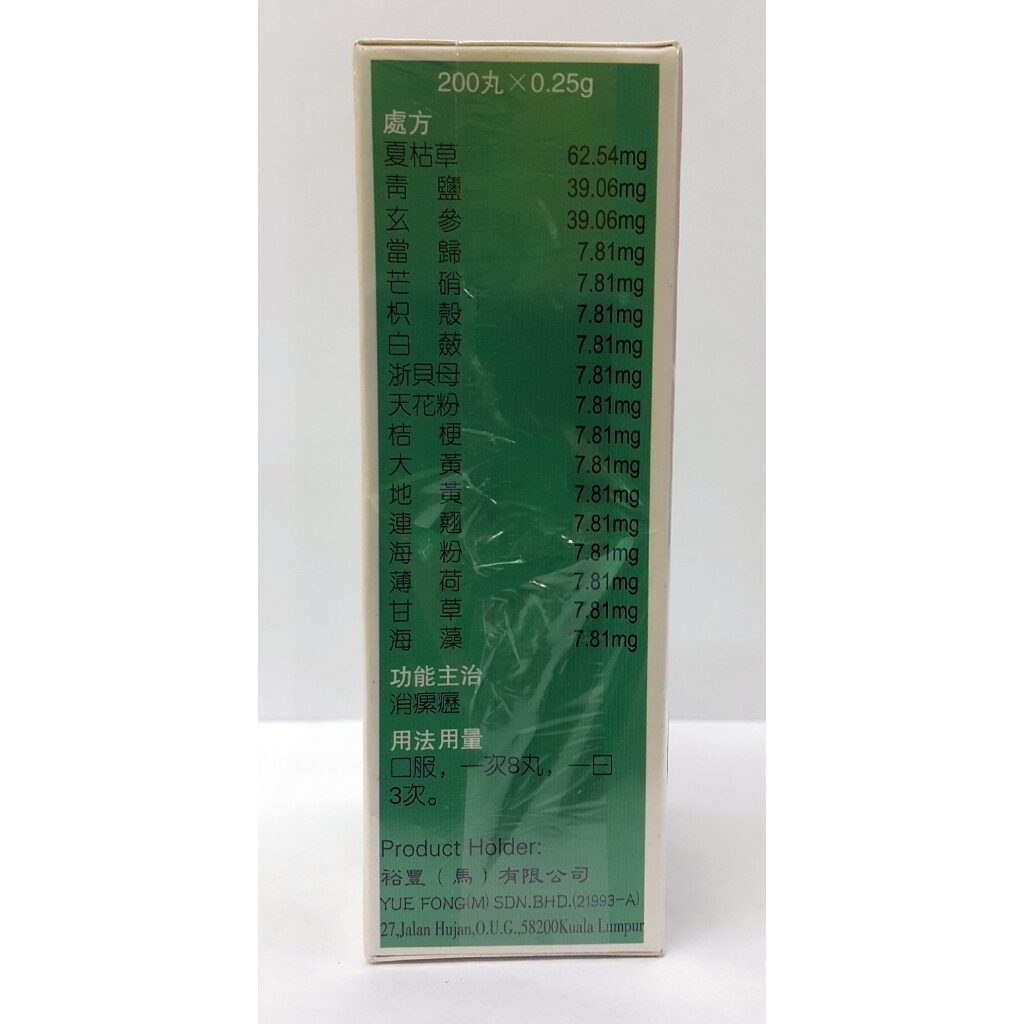 200丸×0.25g
處方
夏枯草 62.54mg
靑鹽 39.06mg
玄參 39.06mg
當歸 7.81mg
芒硝 7.81mg
枳殼 7.81mg
白蘞 7.81mg
浙貝母 7.81mg
天花粉 7.81mg
桔梗 7.81mg
大黃 7.81mg
地黃 7.81mg
連翹 7.81mg
海粉 7.81mg
薄荷 7.81mg
甘草 7.81mg
海藻 7.81mg
功能主治
消瘰癧
用法用量
口服，一次8丸，一日
3次。
Product Holder:
裕豐（馬）有限公司
YUE FONG(M) SDN.BHD.(21993-A)
27,Jalan Hujan,O.U.G.,58200Kuala Lumpur